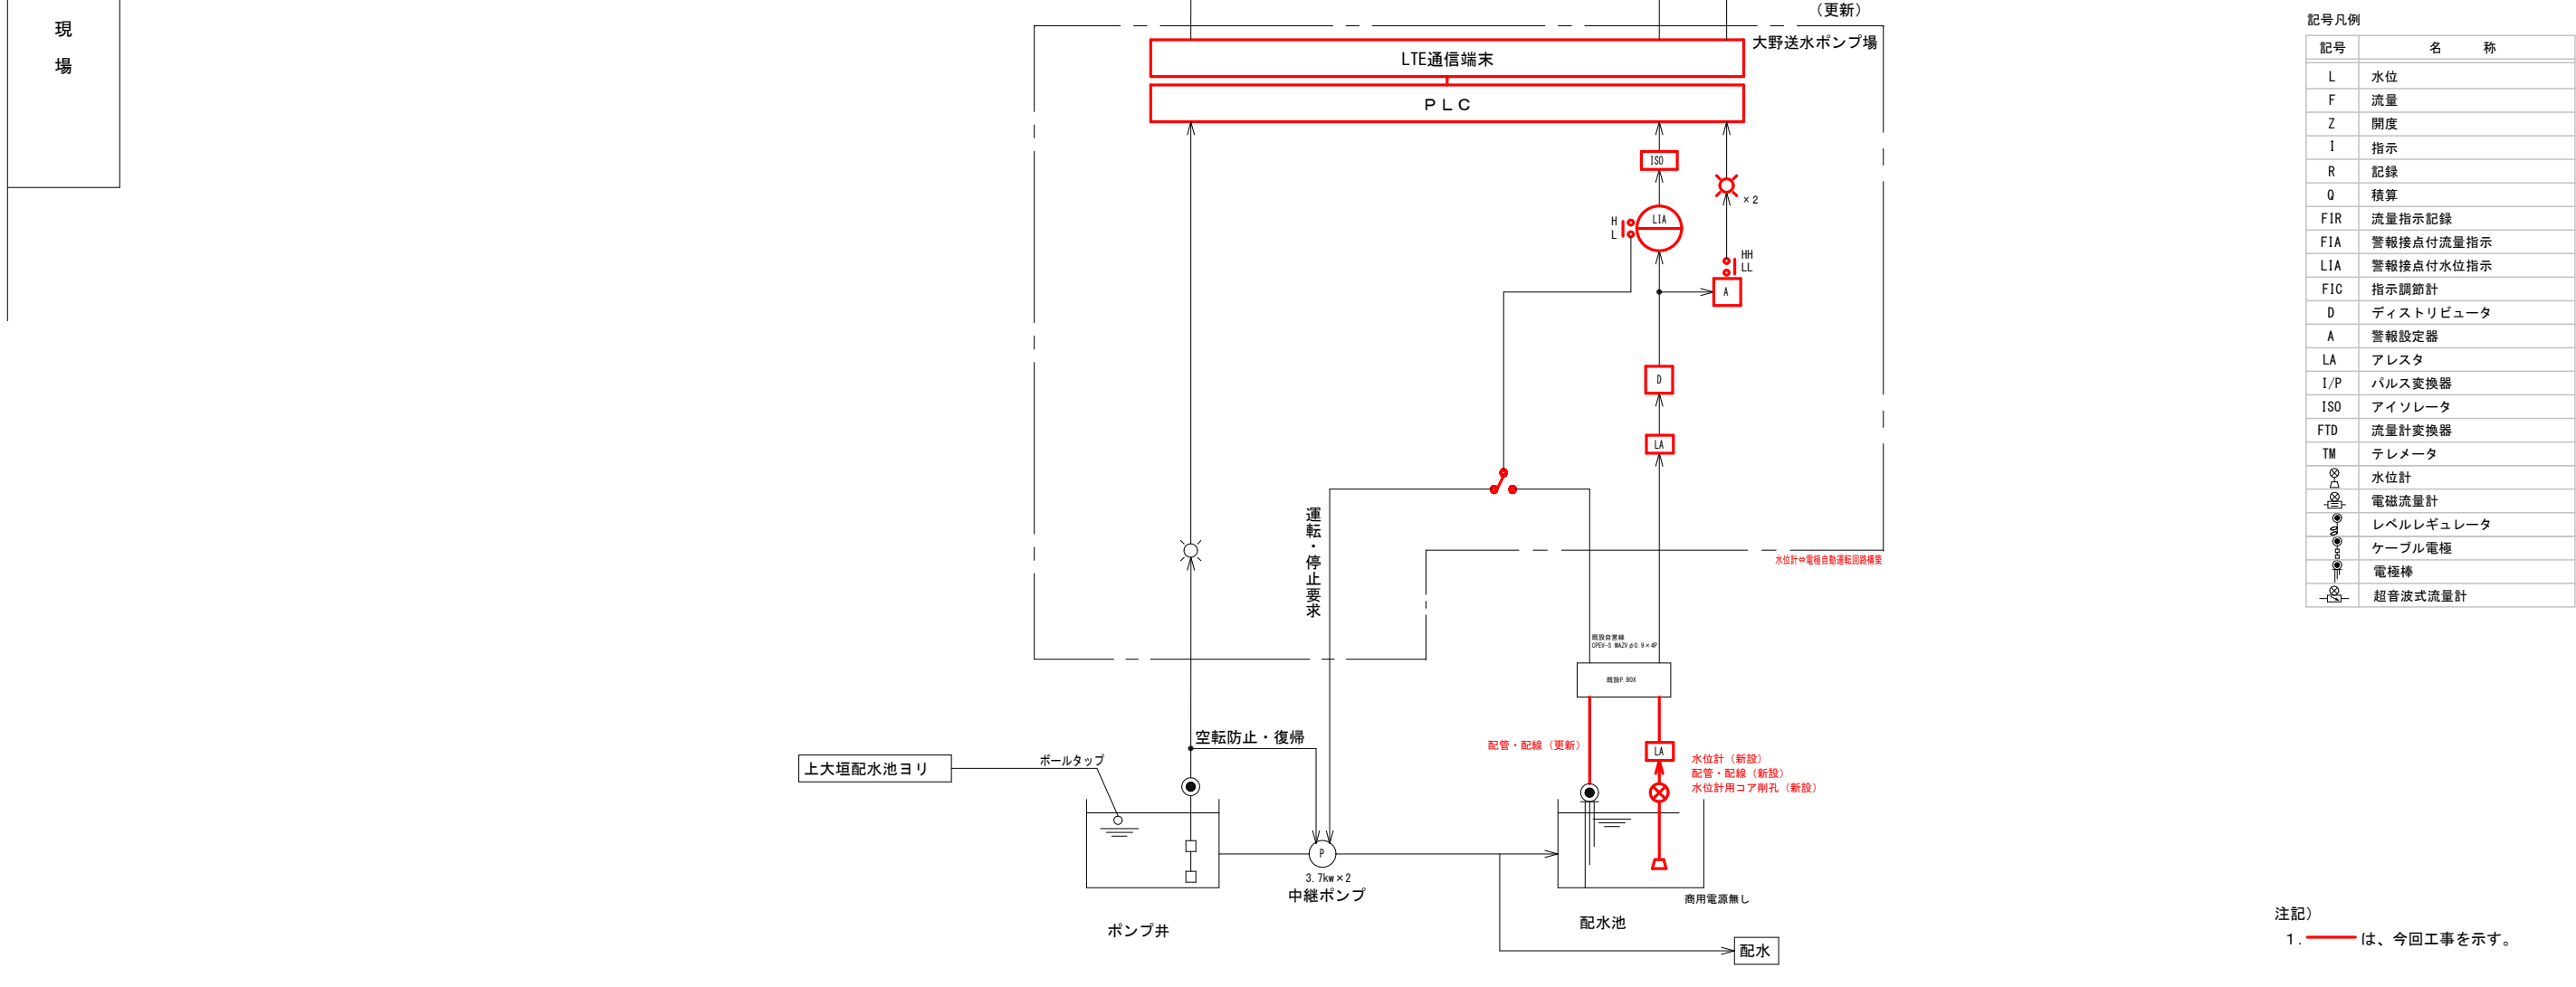 現
場
（更新）
大野送水ポンプ場
LTE通信端末
ＰＬＣ
ISO
×2
H
L
LIA
HH
LL
A
D
LA
運転・停止要求
水位計⇔電極自動運転回路構築
既設自営線
CPEV-S MAZV φ0.9×4P
既設P.BOX
空転防止・復帰
配管・配線（更新）
LA
水位計（新設）
配管・配線（新設）
水位計用コア削孔（新設）
上大垣配水池ヨリ
ボールタップ
P
3.7kw×2
中継ポンプ
商用電源無し
ポンプ井
配水池
配水
記号凡例
記号 名 称
L 水位
F 流量
Z 開度
I 指示
R 記録
Q 積算
FIR 流量指示記録
FIA 警報接点付流量指示
LIA 警報接点付水位指示
FIC 指示調節計
D ディストリビュータ
A 警報設定器
LA アレスタ
I/P パルス変換器
ISO アイソレータ
FTD 流量計変換器
TM テレメータ
水位計
電磁流量計
レベルレギュレータ
ケーブル電極
電極棒
超音波式流量計
注記）
1. は、今回工事を示す。